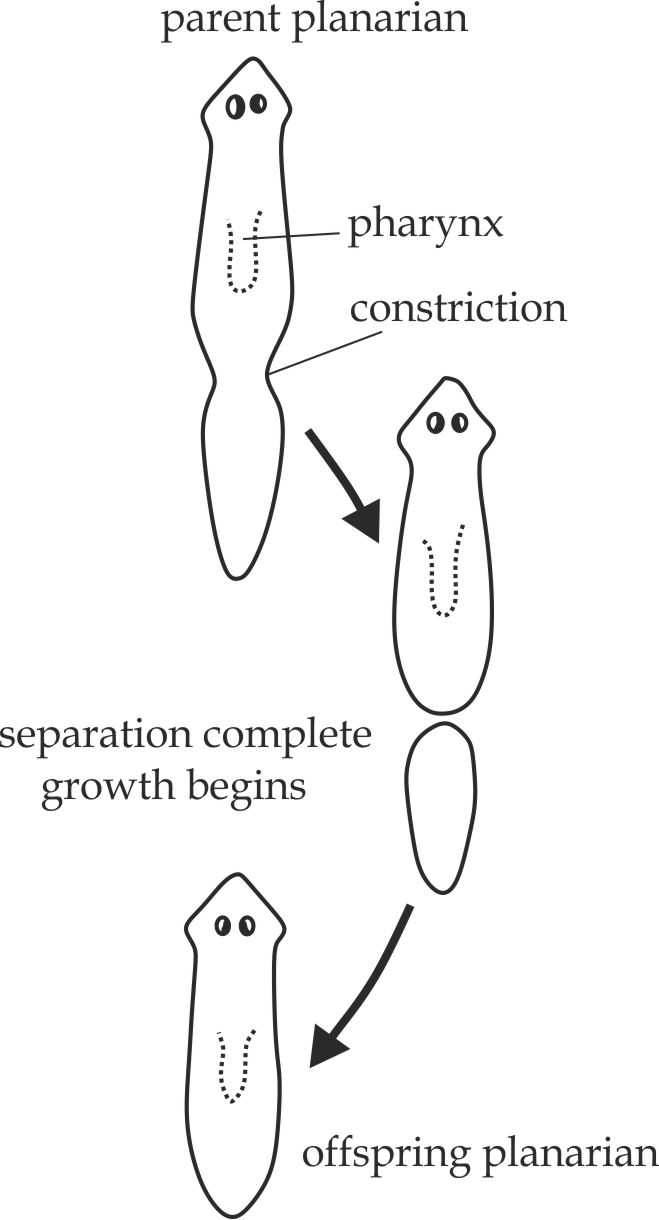 parent planarian
pharynx
constriction
separation complete
growth begins
offspring planarian